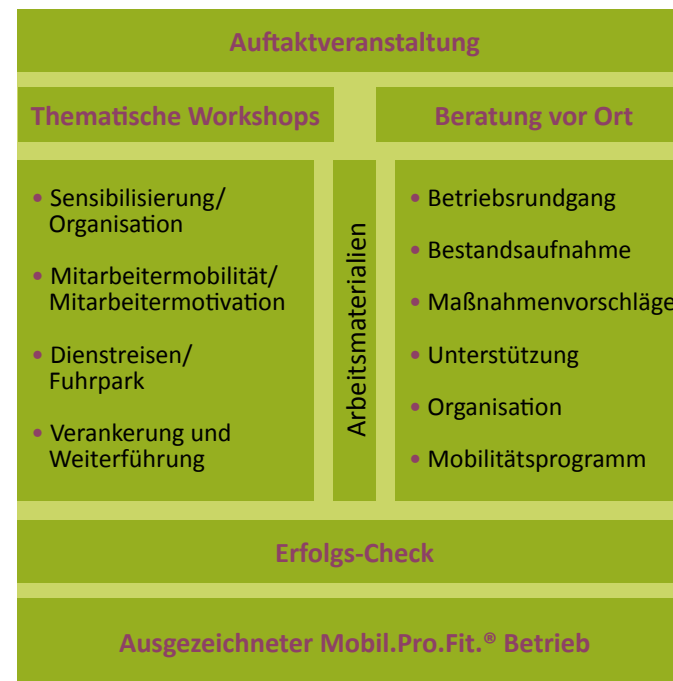 Auftaktveranstaltung
Thematische Workshops
• Sensibilisierung/
Organisation
• Mitarbeitermobilität/
Mitarbeitermotivation
• Dienstreisen/
Fuhrpark
• Verankerung und
Weiterführung
Arbeitsmaterialien
Beratung vor Ort
• Betriebsrundgang
• Bestandsaufnahme
• Maßnahmenvorschläge
• Unterstützung
• Organisation
• Mobilitätsprogramm
Erfolgs-Check
Ausgezeichneter Mobil.Pro.Fit.® Betrieb